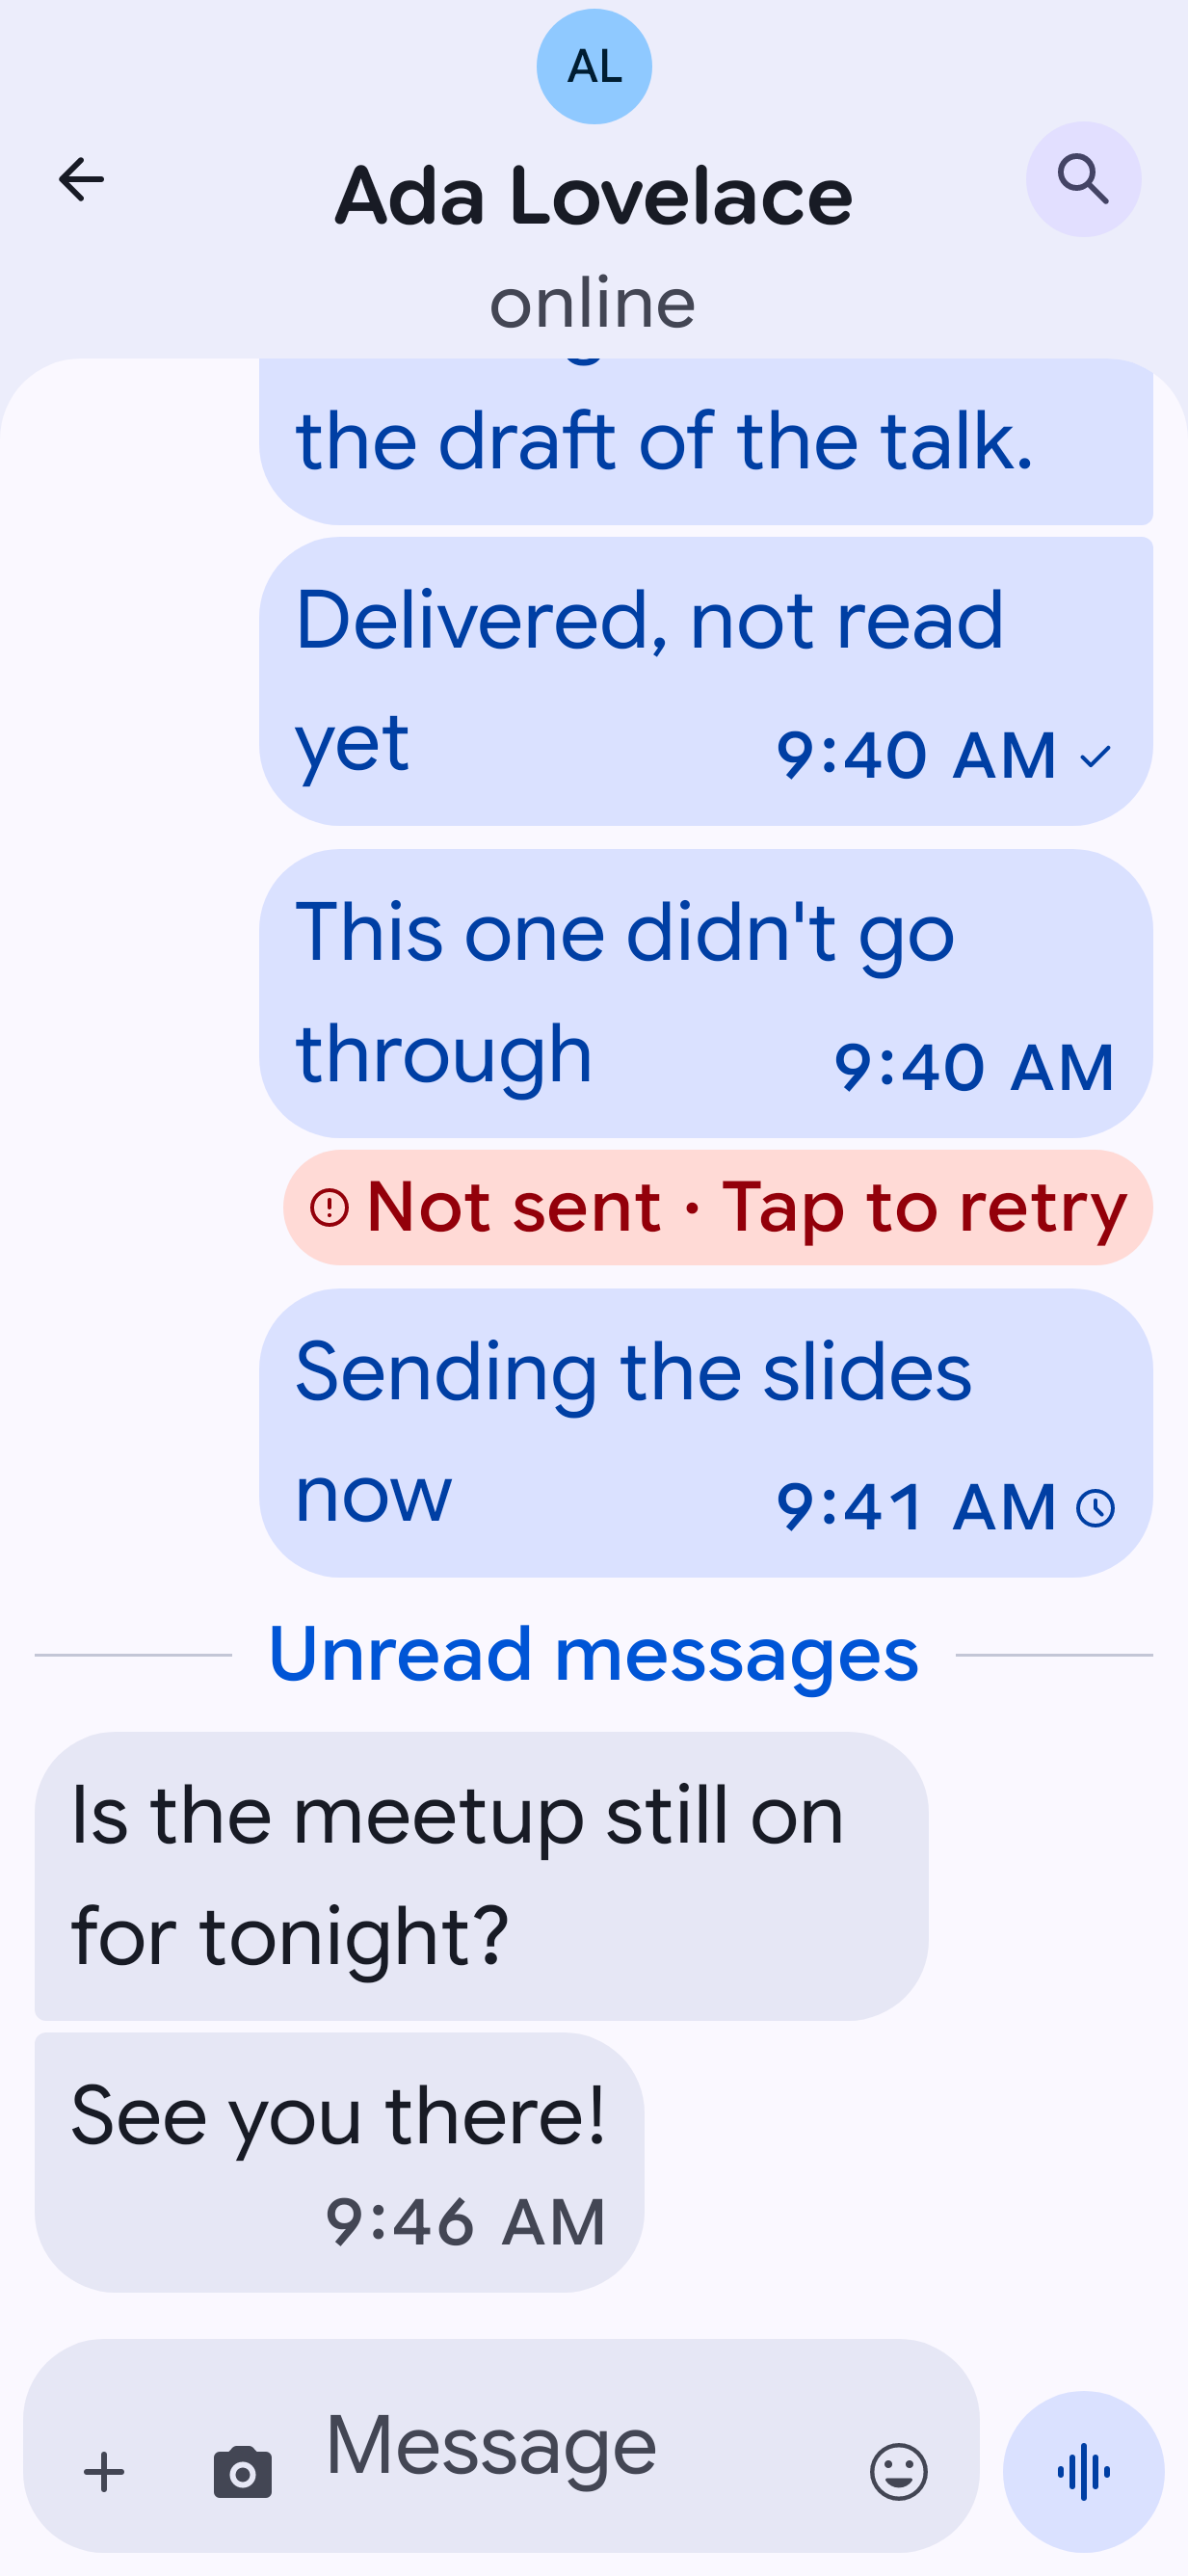 AL
Ada Lovelace
online
the draft of the talk.
Delivered, not read
yet
9:40 AM
This one didn't go
through
9:40 AM
Not sent · Tap to retry
Sending the slides
now
9:41 AM
Unread messages
Is the meetup still on
for tonight?
See you there!
9:46 AM
Message